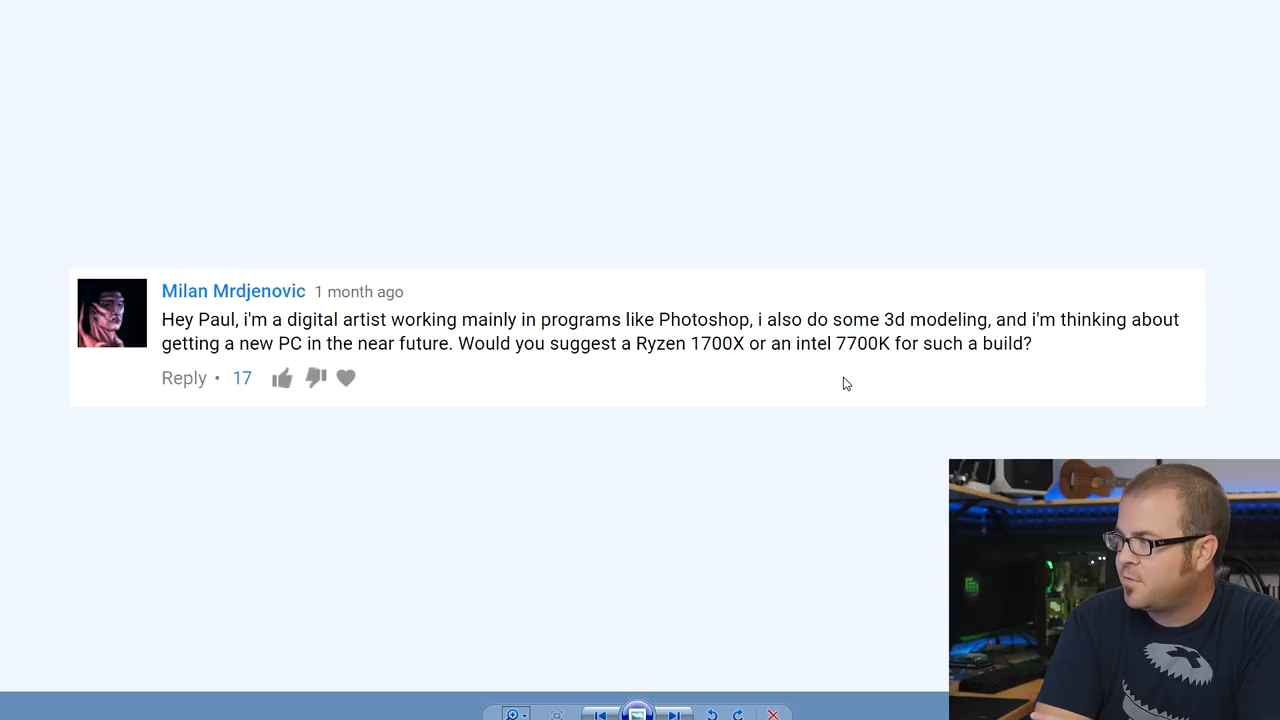 Milan Mrdjenovic 1 month ago
Hey Paul, i'm a digital artist working mainly in programs like Photoshop, i also do some 3d modeling, and i'm thinking about
getting a new PC in the near future. Would you suggest a Ryzen 1700X or an intel 7700K for such a build?
Reply • 17